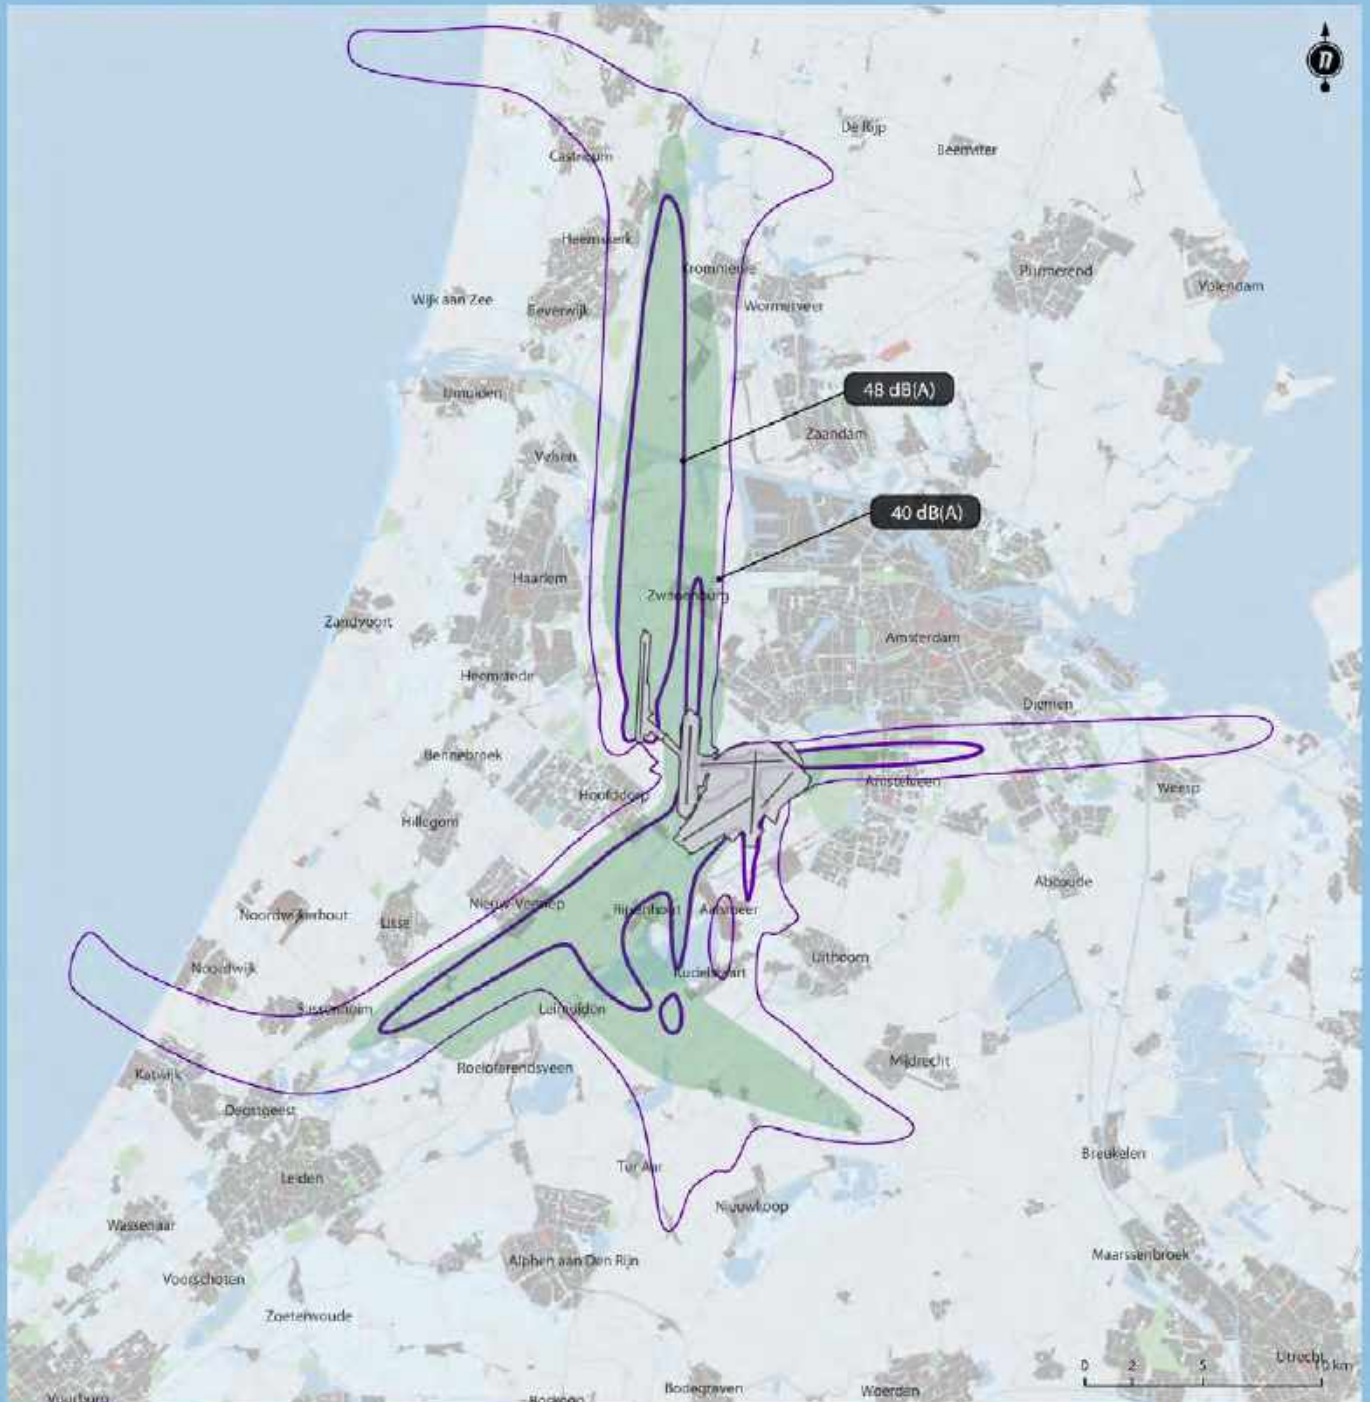 De Rijp
Beemster
Castricum
Heemskerk
Krommenie
Purmerend
Volendam
Wijk aan Zee
Beverwijk
Wormerveer
IJmuiden
48 dB(A)
Zaandam
Velsen
40 dB(A)
Haarlem
Zwanenburg
Zandvoort
Amsterdam
Heemstede
Diemen
Bennebroek
Amstelveen
Weesp
Hoofddorp
Hillegom
Abcoude
Nieuw-Vennep
Rijsenhout
Aalsmeer
Noordwijkerhout
Lisse
Uithoorn
Noordwijk
Kudelstaart
Sassenheim
Leimuiden
Mijdrecht
Roelofarendsveen
Katwijk
Oegstgeest
Breukelen
Ter Aar
Leiden
Nieuwkoop
Wassenaar
Maarssenbroek
Alphen aan Den Rijn
Voorschoten
Zoeterwoude
Utrecht
0 2 5 10 km
Bodegraven
Woerden
Voorburg